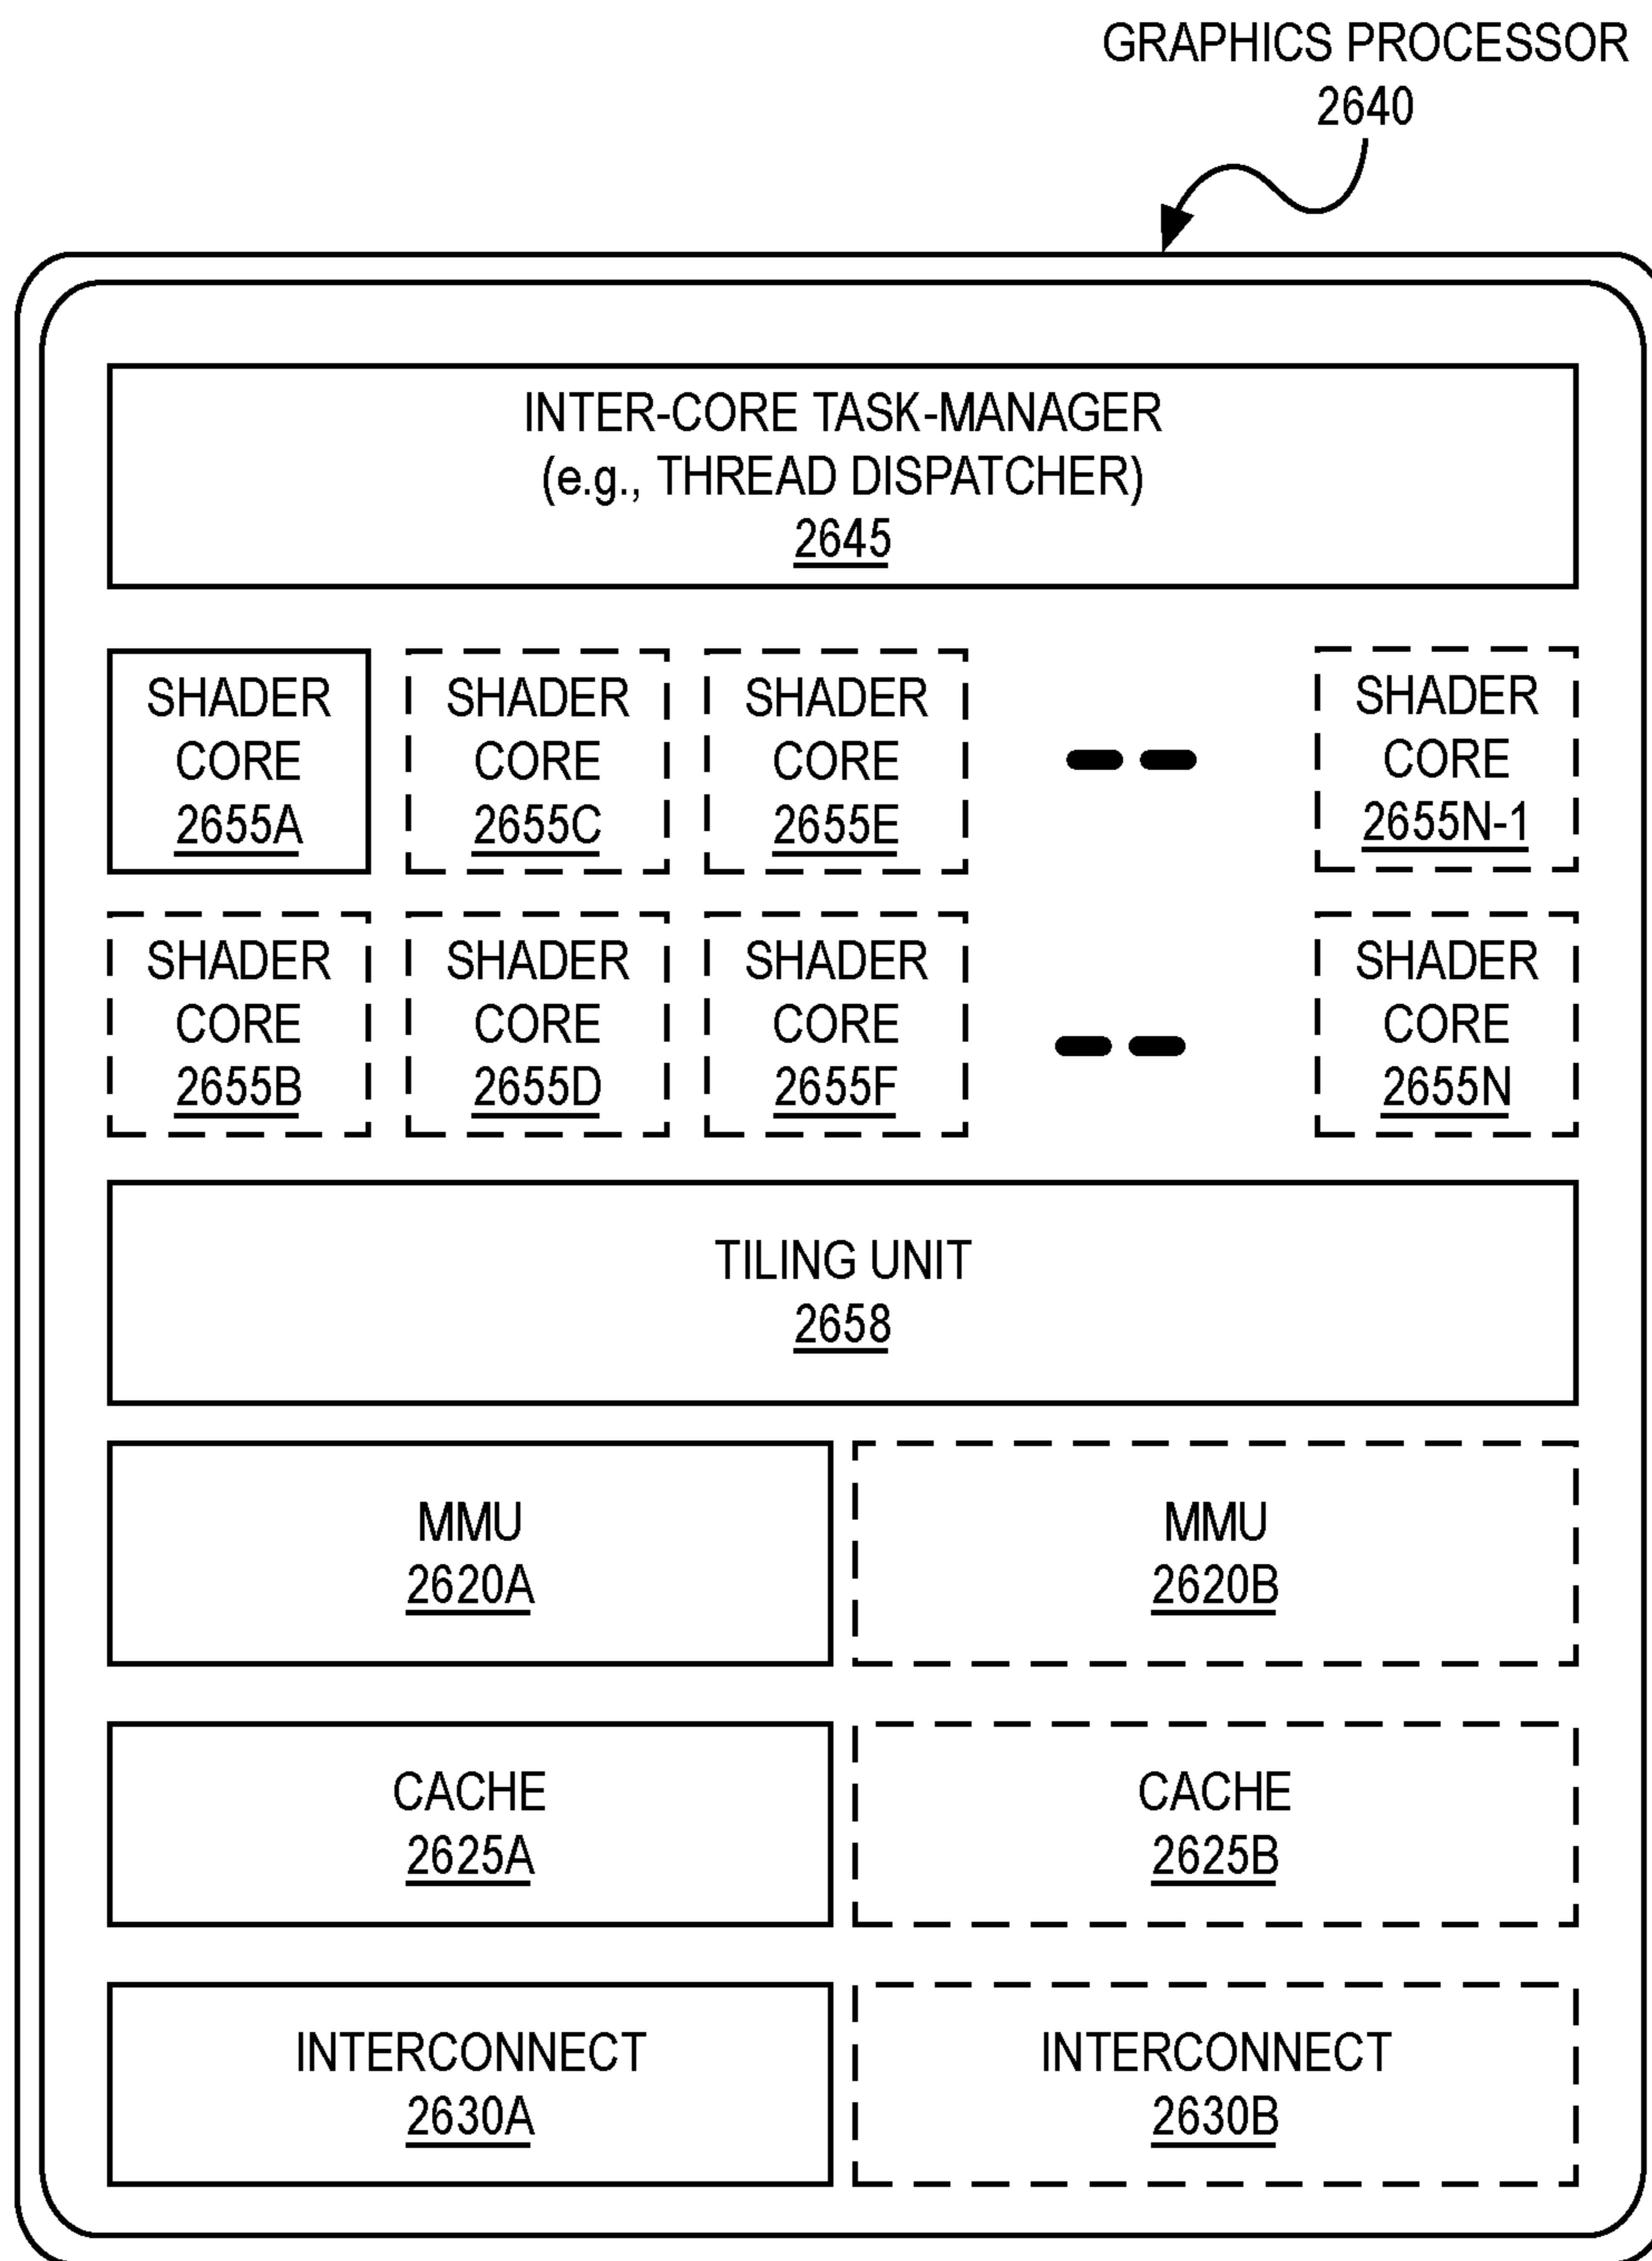 GRAPHICS PROCESSOR
2640
INTER-CORE TASK-MANAGER
(e.g., THREAD DISPATCHER)
2645
SHADER
CORE
2655A
SHADER
CORE
2655C
SHADER
CORE
2655E
SHADER
CORE
2655N-1
SHADER
CORE
2655B
SHADER
CORE
2655D
SHADER
CORE
2655F
SHADER
CORE
2655N
TILING UNIT
2658
MMU
2620A
MMU
2620B
CACHE
2625A
CACHE
2625B
INTERCONNECT
2630A
INTERCONNECT
2630B